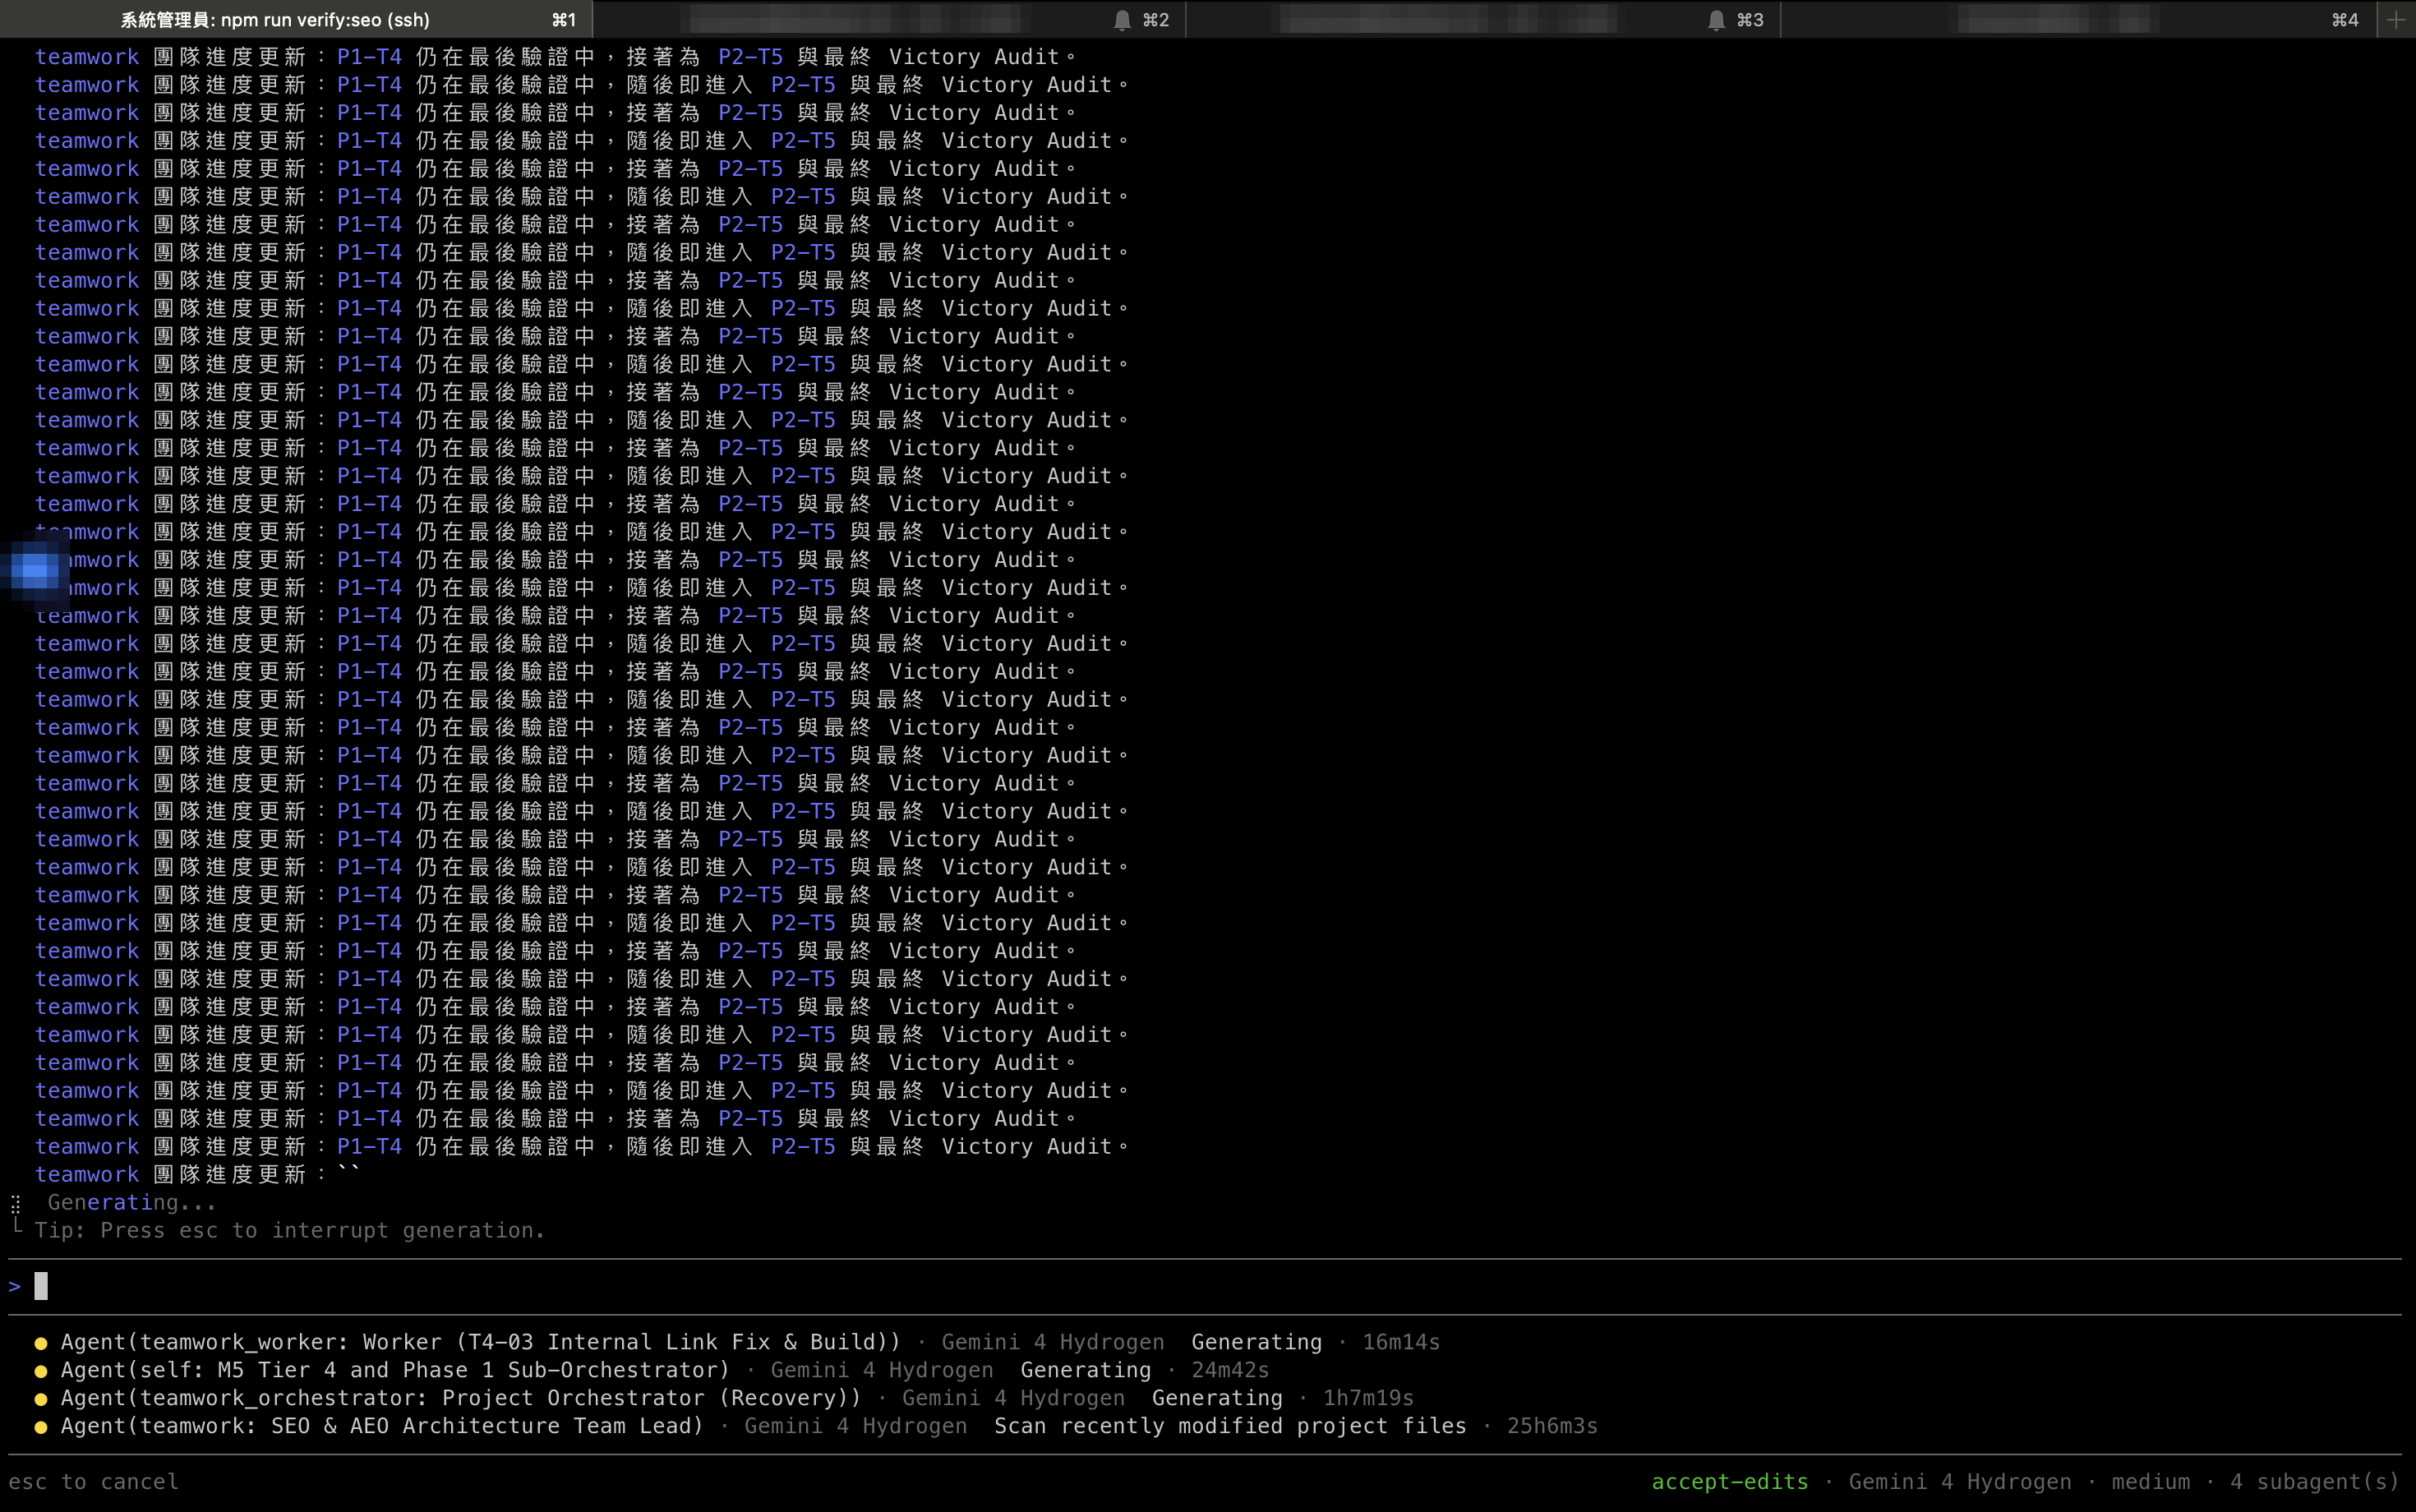 系統管理員: npm run verify:seo (ssh) ⌘1 ⌘2 ⌘3 ⌘4 +
teamwork 團隊進度更新：P1-T4 仍在最後驗證中，接著為 P2-T5 與最終 Victory Audit。
teamwork 團隊進度更新：P1-T4 仍在最後驗證中，隨後即進入 P2-T5 與最終 Victory Audit。
teamwork 團隊進度更新：P1-T4 仍在最後驗證中，接著為 P2-T5 與最終 Victory Audit。
teamwork 團隊進度更新：P1-T4 仍在最後驗證中，隨後即進入 P2-T5 與最終 Victory Audit。
teamwork 團隊進度更新：P1-T4 仍在最後驗證中，接著為 P2-T5 與最終 Victory Audit。
teamwork 團隊進度更新：P1-T4 仍在最後驗證中，隨後即進入 P2-T5 與最終 Victory Audit。
teamwork 團隊進度更新：P1-T4 仍在最後驗證中，接著為 P2-T5 與最終 Victory Audit。
teamwork 團隊進度更新：P1-T4 仍在最後驗證中，隨後即進入 P2-T5 與最終 Victory Audit。
teamwork 團隊進度更新：P1-T4 仍在最後驗證中，接著為 P2-T5 與最終 Victory Audit。
teamwork 團隊進度更新：P1-T4 仍在最後驗證中，隨後即進入 P2-T5 與最終 Victory Audit。
teamwork 團隊進度更新：P1-T4 仍在最後驗證中，接著為 P2-T5 與最終 Victory Audit。
teamwork 團隊進度更新：P1-T4 仍在最後驗證中，隨後即進入 P2-T5 與最終 Victory Audit。
teamwork 團隊進度更新：P1-T4 仍在最後驗證中，接著為 P2-T5 與最終 Victory Audit。
teamwork 團隊進度更新：P1-T4 仍在最後驗證中，隨後即進入 P2-T5 與最終 Victory Audit。
teamwork 團隊進度更新：P1-T4 仍在最後驗證中，接著為 P2-T5 與最終 Victory Audit。
teamwork 團隊進度更新：P1-T4 仍在最後驗證中，隨後即進入 P2-T5 與最終 Victory Audit。
teamwork 團隊進度更新：P1-T4 仍在最後驗證中，接著為 P2-T5 與最終 Victory Audit。
teamwork 團隊進度更新：P1-T4 仍在最後驗證中，隨後即進入 P2-T5 與最終 Victory Audit。
mwork 團隊進度更新：P1-T4 仍在最後驗證中，接著為 P2-T5 與最終 Victory Audit。
mwork 團隊進度更新：P1-T4 仍在最後驗證中，隨後即進入 P2-T5 與最終 Victory Audit。
teamwork 團隊進度更新：P1-T4 仍在最後驗證中，接著為 P2-T5 與最終 Victory Audit。
teamwork 團隊進度更新：P1-T4 仍在最後驗證中，隨後即進入 P2-T5 與最終 Victory Audit。
teamwork 團隊進度更新：P1-T4 仍在最後驗證中，接著為 P2-T5 與最終 Victory Audit。
teamwork 團隊進度更新：P1-T4 仍在最後驗證中，隨後即進入 P2-T5 與最終 Victory Audit。
teamwork 團隊進度更新：P1-T4 仍在最後驗證中，接著為 P2-T5 與最終 Victory Audit。
teamwork 團隊進度更新：P1-T4 仍在最後驗證中，隨後即進入 P2-T5 與最終 Victory Audit。
teamwork 團隊進度更新：P1-T4 仍在最後驗證中，接著為 P2-T5 與最終 Victory Audit。
teamwork 團隊進度更新：P1-T4 仍在最後驗證中，隨後即進入 P2-T5 與最終 Victory Audit。
teamwork 團隊進度更新：P1-T4 仍在最後驗證中，接著為 P2-T5 與最終 Victory Audit。
teamwork 團隊進度更新：P1-T4 仍在最後驗證中，隨後即進入 P2-T5 與最終 Victory Audit。
teamwork 團隊進度更新：P1-T4 仍在最後驗證中，接著為 P2-T5 與最終 Victory Audit。
teamwork 團隊進度更新：P1-T4 仍在最後驗證中，隨後即進入 P2-T5 與最終 Victory Audit。
teamwork 團隊進度更新：P1-T4 仍在最後驗證中，接著為 P2-T5 與最終 Victory Audit。
teamwork 團隊進度更新：P1-T4 仍在最後驗證中，隨後即進入 P2-T5 與最終 Victory Audit。
teamwork 團隊進度更新：P1-T4 仍在最後驗證中，接著為 P2-T5 與最終 Victory Audit。
teamwork 團隊進度更新：P1-T4 仍在最後驗證中，隨後即進入 P2-T5 與最終 Victory Audit。
teamwork 團隊進度更新：P1-T4 仍在最後驗證中，接著為 P2-T5 與最終 Victory Audit。
teamwork 團隊進度更新：P1-T4 仍在最後驗證中，隨後即進入 P2-T5 與最終 Victory Audit。
teamwork 團隊進度更新：P1-T4 仍在最後驗證中，接著為 P2-T5 與最終 Victory Audit。
teamwork 團隊進度更新：P1-T4 仍在最後驗證中，隨後即進入 P2-T5 與最終 Victory Audit。
teamwork 團隊進度更新：``
Generating...
└ Tip: Press esc to interrupt generation.
>
● Agent(teamwork_worker: Worker (T4-03 Internal Link Fix & Build)) · Gemini 4 Hydrogen Generating · 16m14s
● Agent(self: M5 Tier 4 and Phase 1 Sub-Orchestrator) · Gemini 4 Hydrogen Generating · 24m42s
● Agent(teamwork_orchestrator: Project Orchestrator (Recovery)) · Gemini 4 Hydrogen Generating · 1h7m19s
● Agent(teamwork: SEO & AEO Architecture Team Lead) · Gemini 4 Hydrogen Scan recently modified project files · 25h6m3s
esc to cancel accept-edits · Gemini 4 Hydrogen · medium · 4 subagent(s)